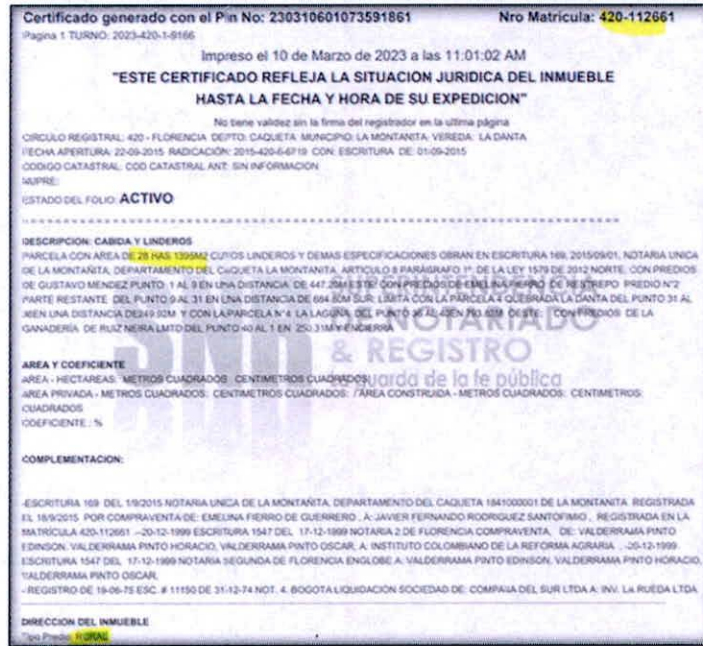 Certificado generado con el Pin No: 230310601073591861 Nro Matricula: 420-112661
Pagina 1 TURNO: 2023-420-1-9166
Impreso el 10 de Marzo de 2023 a las 11:01:02 AM
"ESTE CERTIFICADO REFLEJA LA SITUACION JURIDICA DEL INMUEBLE
HASTA LA FECHA Y HORA DE SU EXPEDICION"
No tiene validez sin la firma del registrador en la ultima página
CIRCULO REGISTRAL: 420 - FLORENCIA DEPTO: CAQUETA MUNICIPIO: LA MONTAÑITA VEREDA: LA DANTA
FECHA APERTURA: 22-09-2015 RADICACIÓN: 2015-420-6-6719 CON: ESCRITURA DE: 01-09-2015
CODIGO CATASTRAL: COD CATASTRAL ANT: SIN INFORMACION
NUPRE:
ESTADO DEL FOLIO: ACTIVO
DESCRIPCION: CABIDA Y LINDEROS
PARCELA CON AREA DE 28 HAS 1395M2 CUYOS LINDEROS Y DEMAS ESPECIFICACIONES OBRAN EN ESCRITURA 169, 2015/09/01, NOTARIA UNICA
DE LA MONTAÑITA, DEPARTAMENTO DEL CAQUETA LA MONTAÑITA. ARTICULO 8 PARÁGRAFO 1°. DE LA LEY 1579 DE 2012 NORTE: CON PREDIOS
DE GUSTAVO MENDEZ PUNTO 1 AL 9 EN UNA DISTANCIA DE 447.29M ESTE: CON PREDIOS DE EMELINA FIERRO DE RESTREPO PREDIO N°2
PARTE RESTANTE DEL PUNTO 9 AL 31 EN UNA DISTANCIA DE 684.80M SUR: LIMITA CON LA PARCELA 4 QUEBRADA LA DANTA DEL PUNTO 31 AL
36EN UNA DISTANCIA DE249.92M Y CON LA PARCELA N°4 LA LAGUNA DEL PUNTO 36 AL OESTE: CON PREDIOS DE LA
GANADERÍA DE RUIZ NEIRA LMTD DEL PUNTO 40 AL 1 EN 250.31M Y ENCIERRA
SNR DE NOTARIADO
& REGISTRO
La guarda de la fe pública
AREA Y COEFICIENTE
AREA - HECTAREAS: METROS CUADRADOS: CENTIMETROS CUADRADOS:
AREA PRIVADA - METROS CUADRADOS: CENTIMETROS CUADRADOS: / AREA CONSTRUIDA - METROS CUADRADOS: CENTIMETROS:
CUADRADOS
COEFICIENTE : %
COMPLEMENTACION:
-ESCRITURA 169 DEL 1/9/2015 NOTARIA UNICA DE LA MONTAÑITA, DEPARTAMENTO DEL CAQUETA 1841000001 DE LA MONTAÑITA REGISTRADA
EL 18/9/2015 POR COMPRAVENTA DE: EMELINA FIERRO DE GUERRERO , A: JAVIER FERNANDO RODRIGUEZ SANTOFIMIO , REGISTRADA EN LA
MATRÍCULA 420-112661 .--20-12-1999 ESCRITURA 1547 DEL 17-12-1999 NOTARIA 2 DE FLORENCIA COMPRAVENTA, DE: VALDERRAMA PINTO
EDINSON, VALDERRAMA PINTO HORACIO, VALDERRAMA PINTO OSCAR, A: INSTITUTO COLOMBIANO DE LA REFORMA AGRARIA , .-20-12-1999
ESCRITURA 1547 DEL 17-12-1999 NOTARIA SEGUNDA DE FLORENCIA ENGLOBE A: VALDERRAMA PINTO EDINSON, VALDERRAMA PINTO HORACIO,
VALDERRAMA PINTO OSCAR,
- REGISTRO DE 19-06-75 ESC. # 11150 DE 31-12-74 NOT. 4. BOGOTA LIQUIDACION SOCIEDAD DE: COMPAÑIA DEL SUR LTDA A: INV. LA RUEDA LTDA
DIRECCION DEL INMUEBLE
Tipo Predio: RURAL